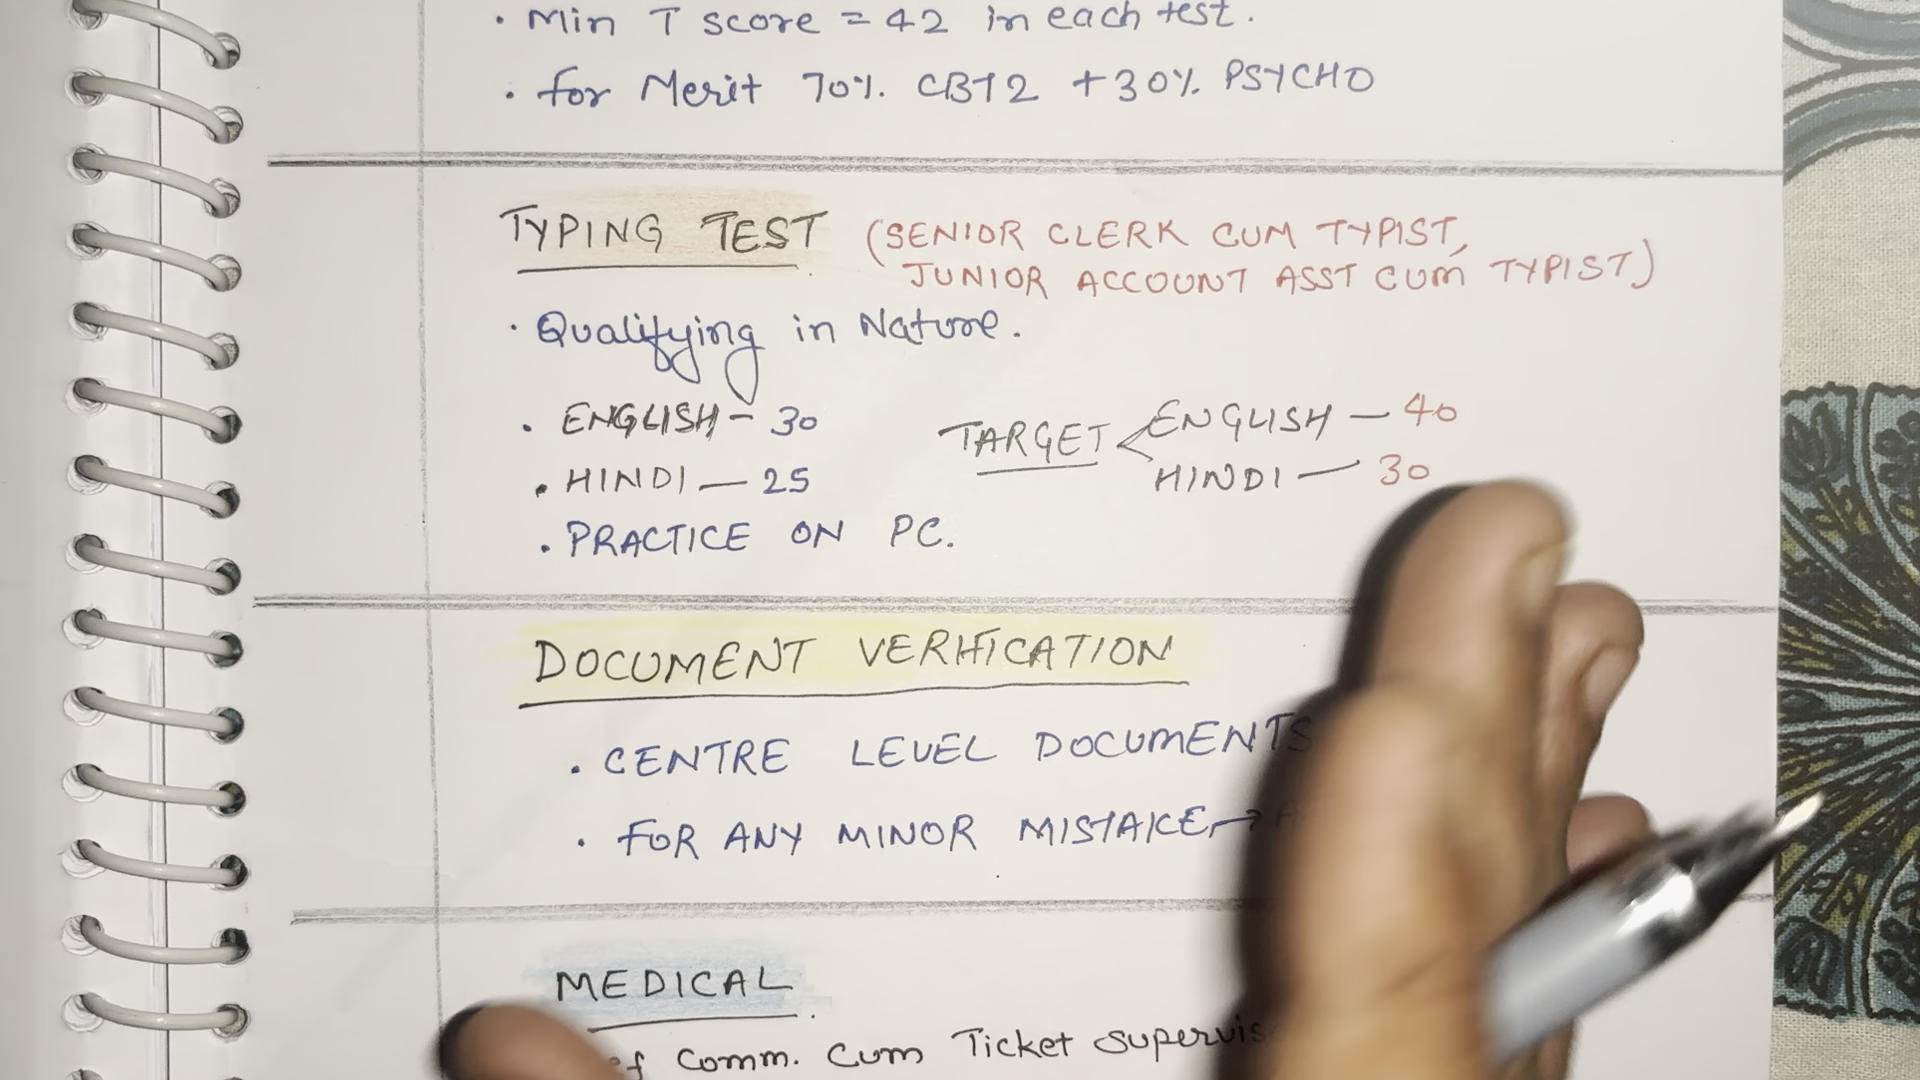 · Min T score = 42 in each test.
· for Merit 70%. CBT2 + 30% PSYCHO
TYPING TEST (SENIOR CLERK CUM TYPIST,
JUNIOR ACCOUNT ASST CUM TYPIST)
· Qualifying in Nature.
· ENGLISH - 30
· HINDI - 25
TARGET < ENGLISH - 40
HINDI - 30
· PRACTICE ON PC.
DOCUMENT VERIFICATION
· CENTRE LEVEL DOCUMENTS
· FOR ANY MINOR MISTAKE →
MEDICAL
Comm. Cum Ticket